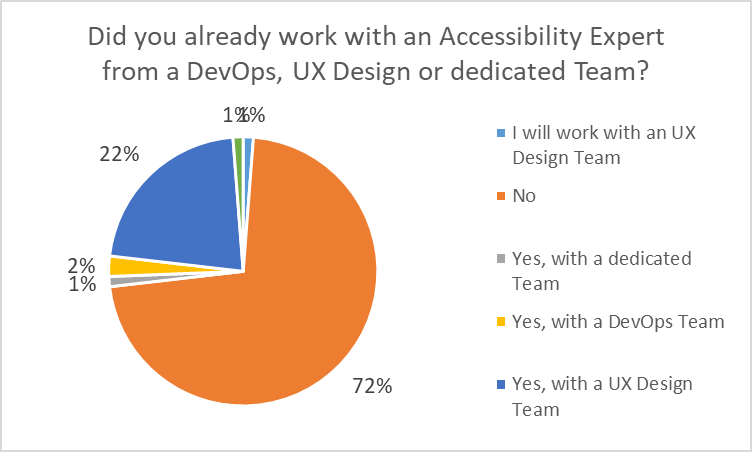 Did you already work with an Accessibility Expert
from a DevOps, UX Design or dedicated Team?
1%
1%
22%
2%
1%
72%
I will work with an UX
Design Team
No
Yes, with a dedicated
Team
Yes, with a DevOps Team
Yes, with a UX Design
Team